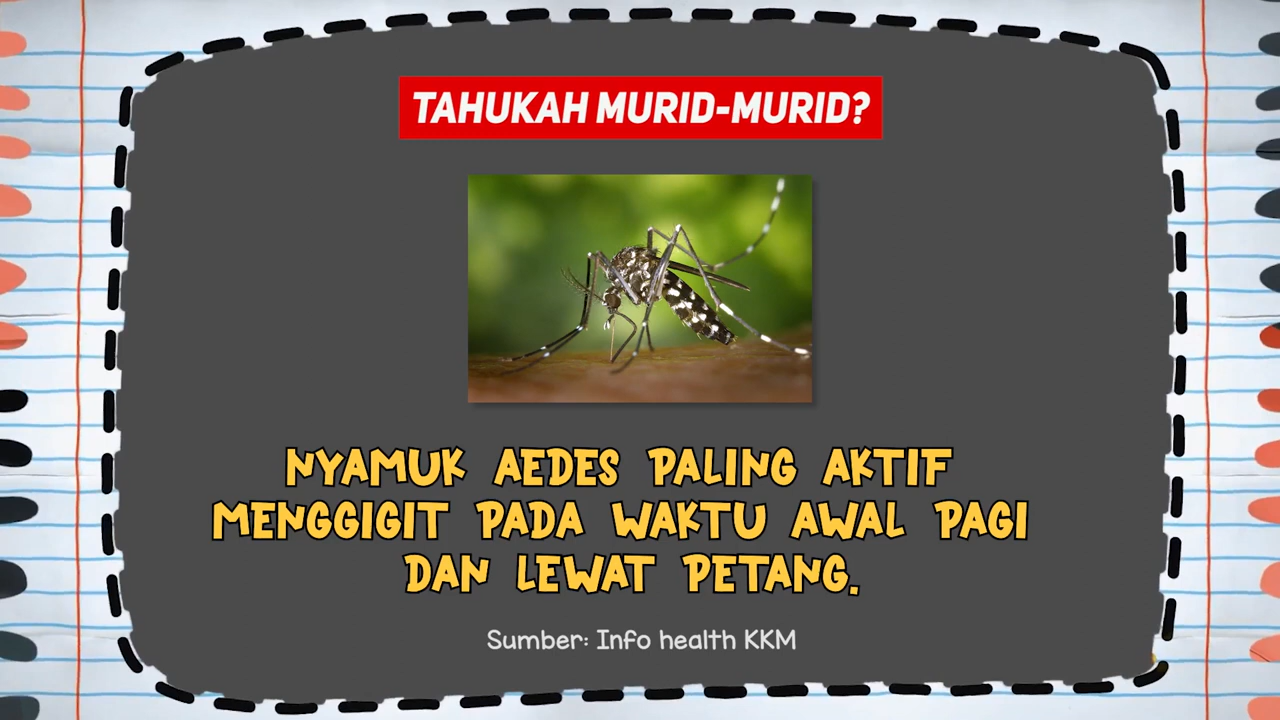 TAHUKAH MURID-MURID?
NYAMUK AEDES PALING AKTIF
MENGGIGIT PADA WAKTU AWAL PAGI
DAN LEWAT PETANG.
Sumber: Info health KKM